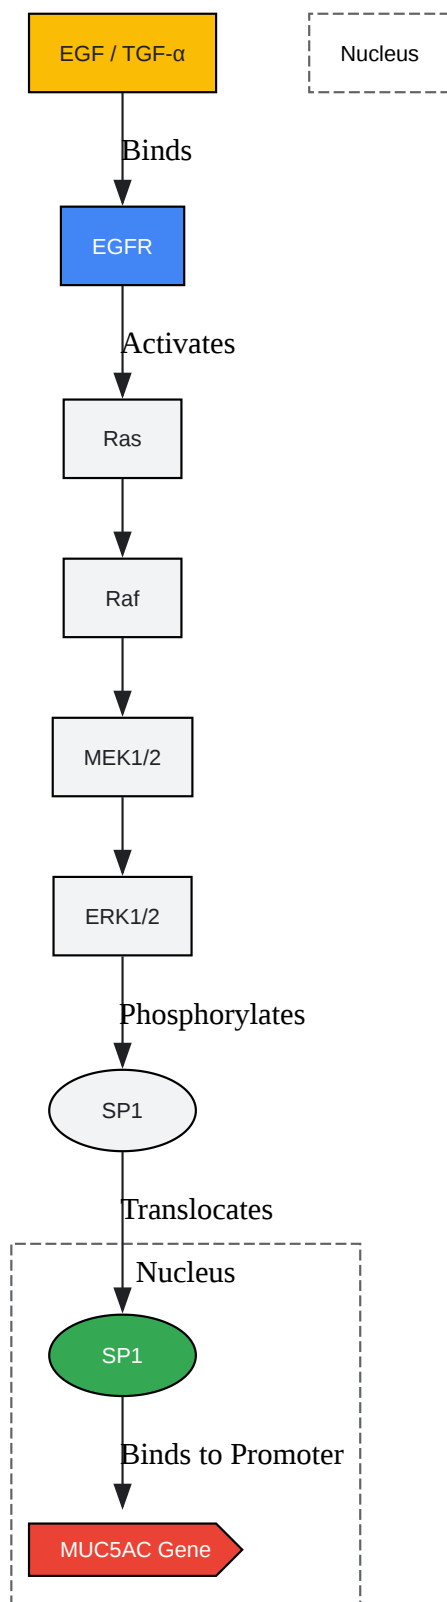 EGF / TGF-α
Nucleus
Binds
EGFR
Activates
Ras
Raf
MEK1/2
ERK1/2
Phosphorylates
SP1
Translocates
Nucleus
SP1
Binds to Promoter
MUC5AC Gene